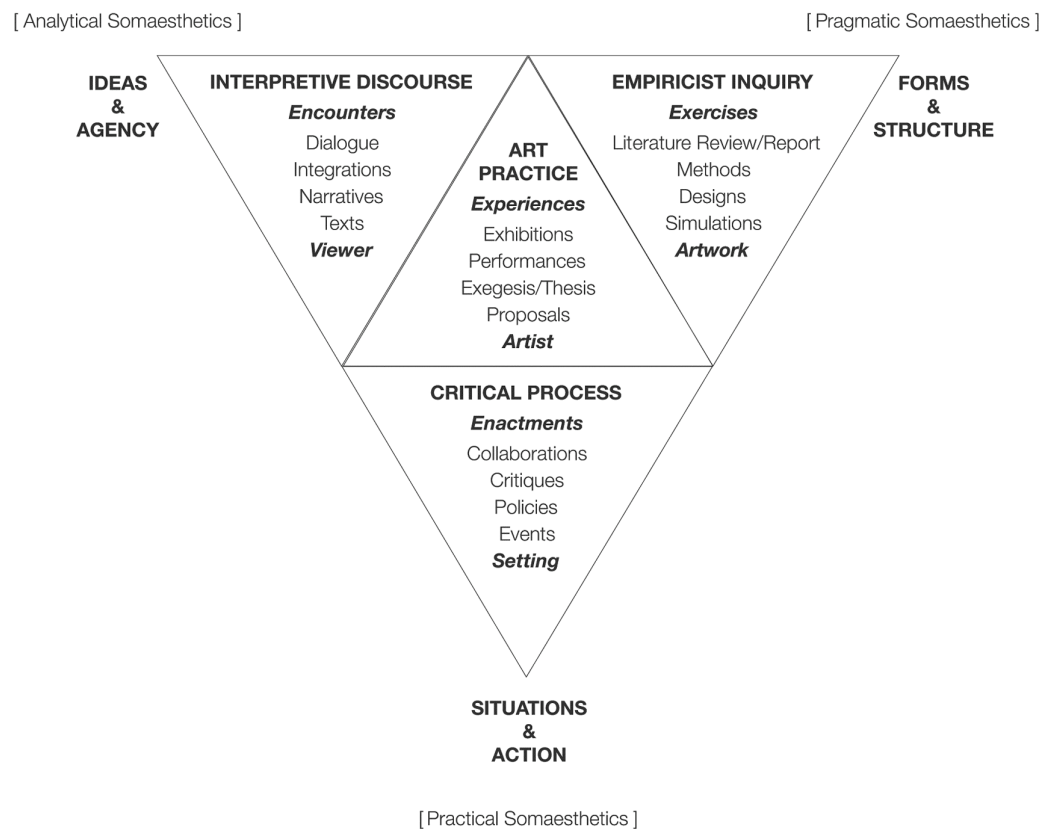 [ Analytical Somaesthetics ]
[ Pragmatic Somaesthetics ]
IDEAS
&
AGENCY
INTERPRETIVE DISCOURSE
Encounters
Dialogue
Integrations
Narratives
Texts
Viewer
ART
PRACTICE
Experiences
Exhibitions
Performances
Exegesis/Thesis
Proposals
Artist
EMPIRICIST INQUIRY
Exercises
Literature Review/Report
Methods
Designs
Simulations
Artwork
FORMS
&
STRUCTURE
CRITICAL PROCESS
Enactments
Collaborations
Critiques
Policies
Events
Setting
SITUATIONS
&
ACTION
[ Practical Somaesthetics ]